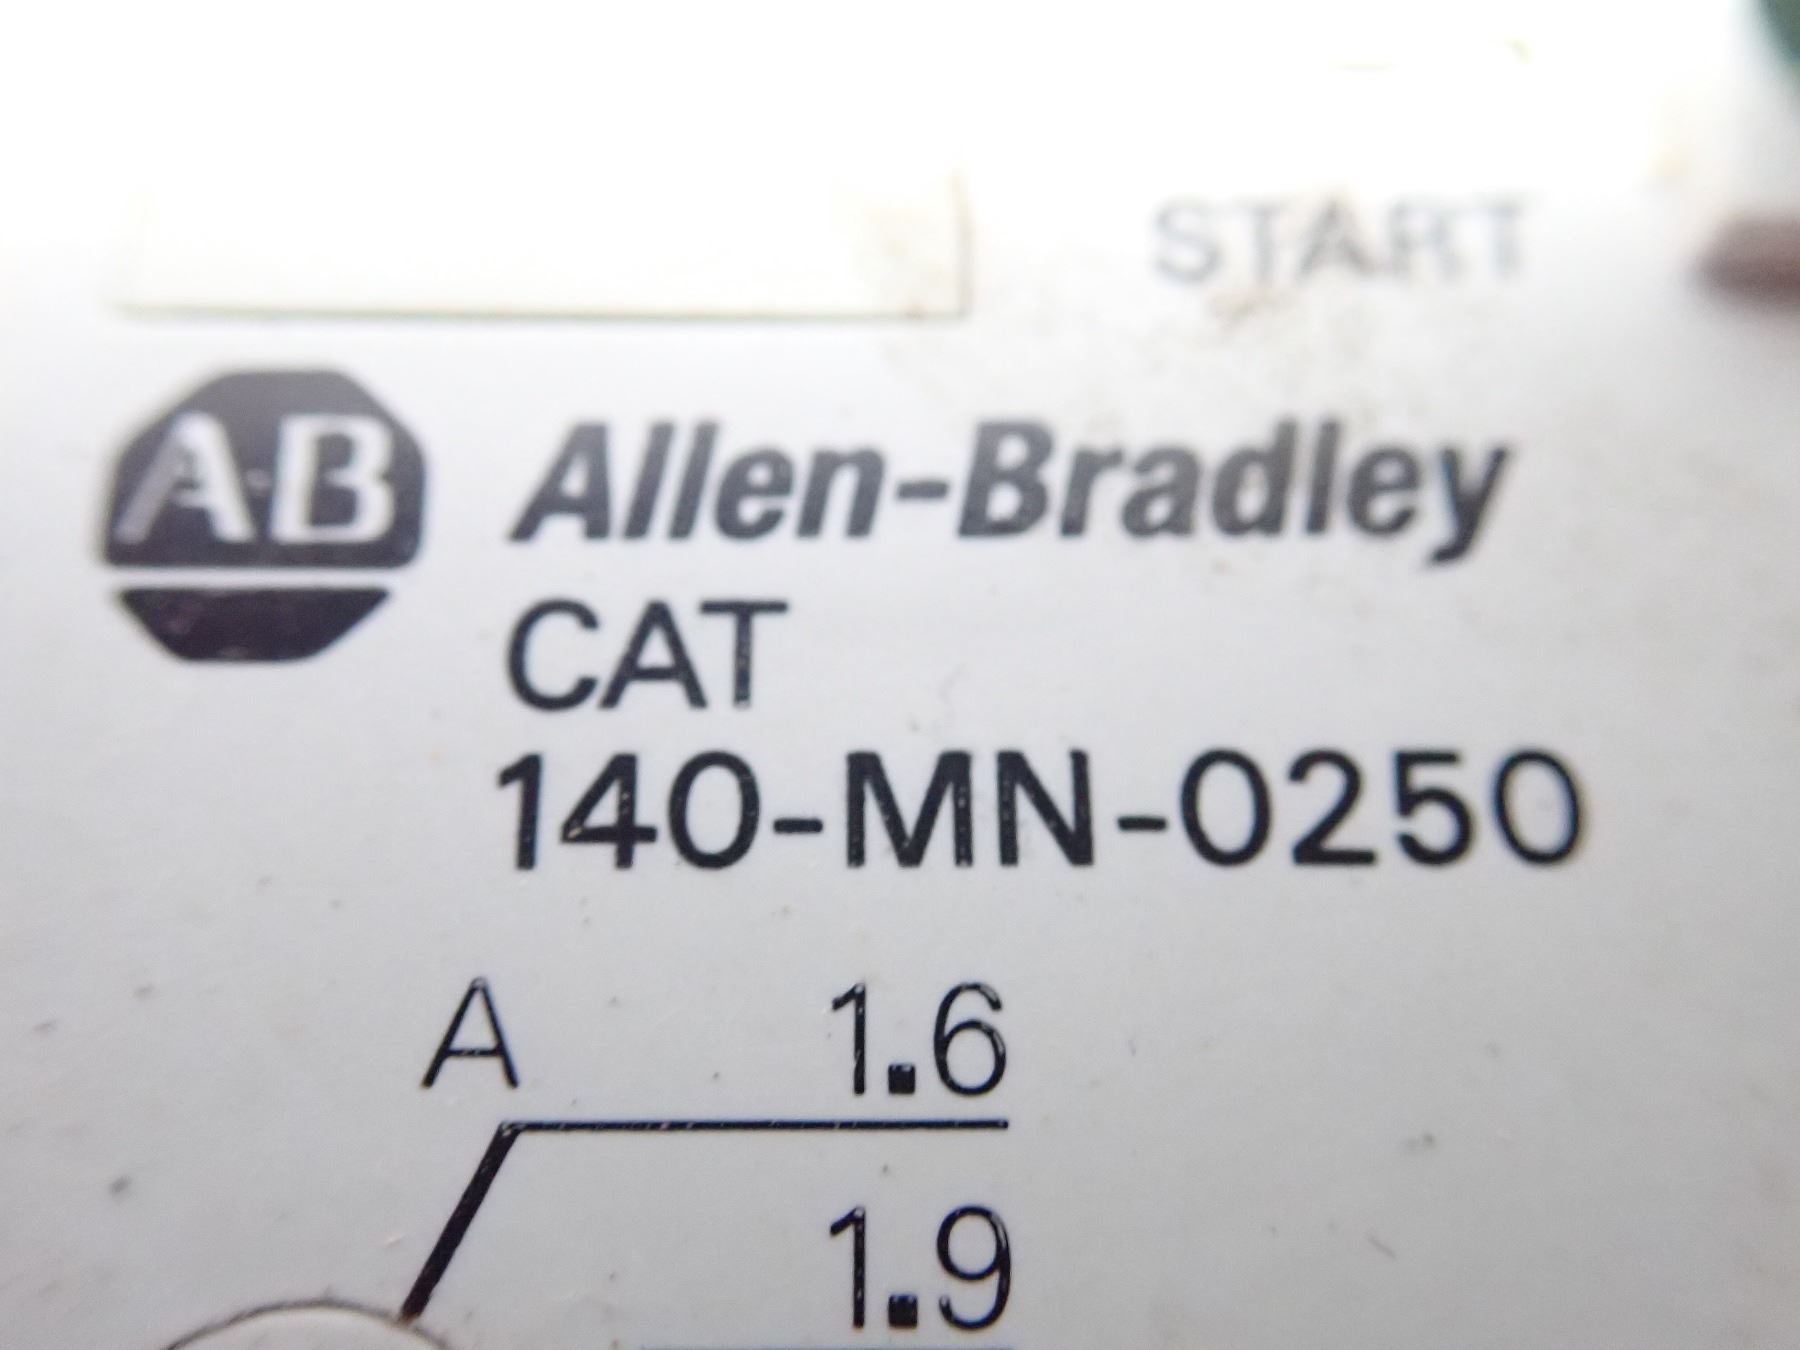 START
AB Allen-Bradley
CAT
140-MN-0250
A 1.6
1.9